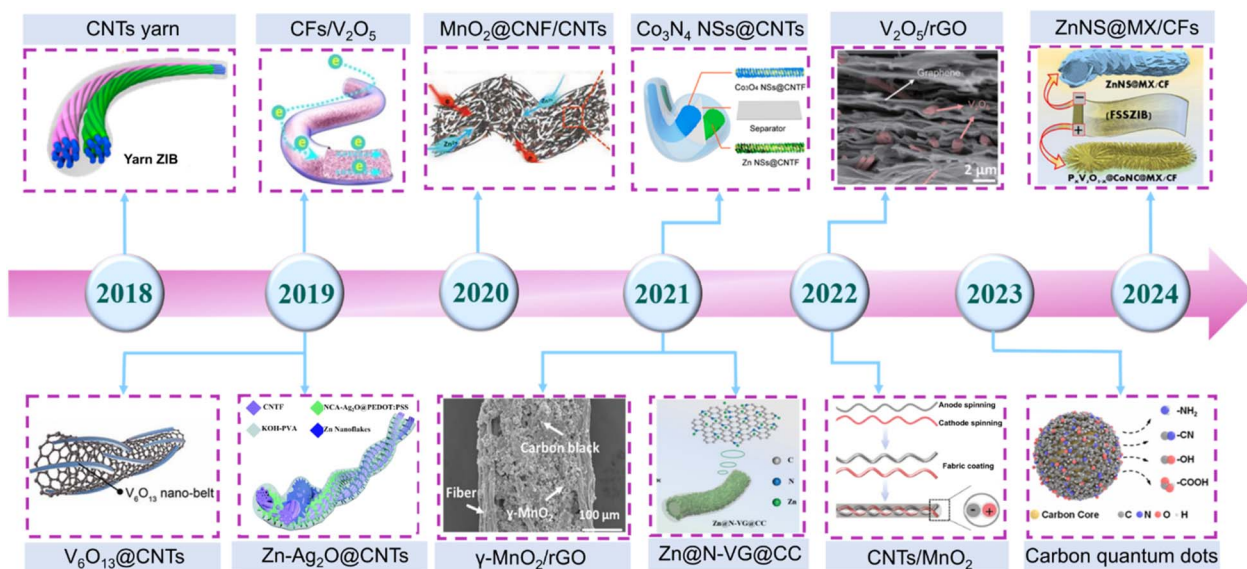 CNTs yarn
CFs/V₂O₅
MnO₂@CNF/CNTs
Co₃N₄ NSs@CNTs
V₂O₅/rGO
ZnNS@MX/CFs
Yarn ZIB
e
e
e
e
e
e
Zn²⁺
Co₃O₄ NSs@CNTF
Separator
Zn NSs@CNTF
Graphene
V₂O₅
2 μm
ZnNS@MX/CF
−
(FSSZIB)
+
@CoNC@MX/CF
2018
2019
2020
2021
2022
2023
2024
CNTF
NCA-Ag₂O@PEDOT:PSS
KOH-PVA
Zn Nanoflakes
V₆O₁₃ nano-belt
Carbon black
Fiber
γ-MnO₂
100 μm
C
N
Zn
Zn@N-VG@CC
Anode spinning
Cathode spinning
Fabric coating
− +
-NH₂
-CN
-OH
-COOH
Carbon Core
C N O H
V₆O₁₃@CNTs
Zn-Ag₂O@CNTs
γ-MnO₂/rGO
Zn@N-VG@CC
CNTs/MnO₂
Carbon quantum dots